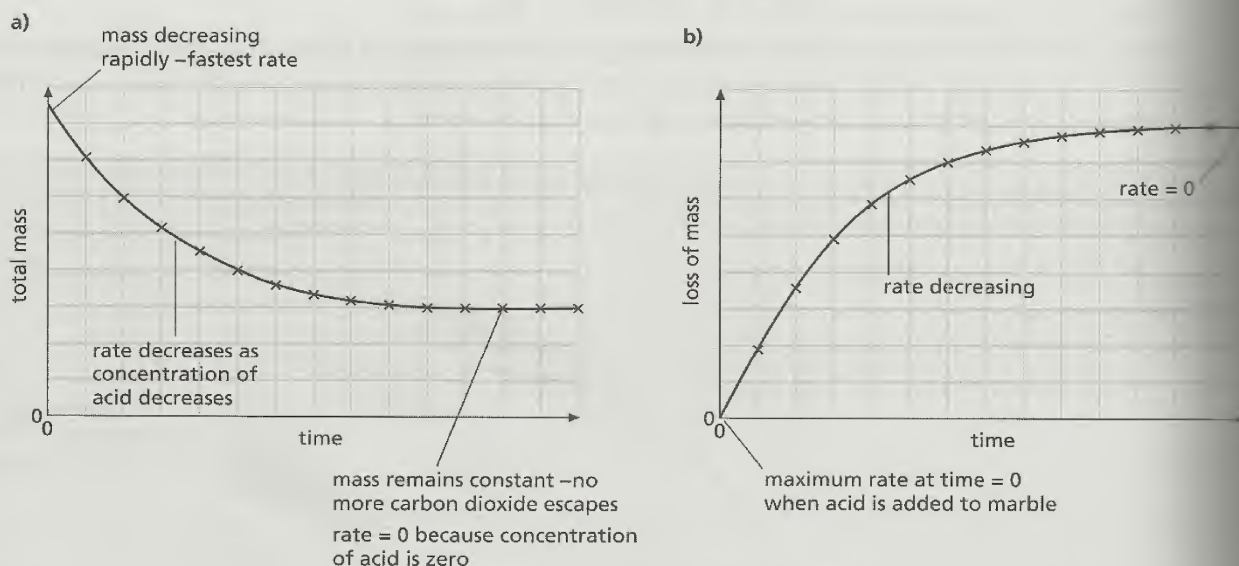 a)
mass decreasing
rapidly –fastest rate
total mass
rate decreases as
concentration of
acid decreases
0
0
time
mass remains constant –no
more carbon dioxide escapes
rate = 0 because concentration
of acid is zero
b)
loss of mass
rate = 0
rate decreasing
0
0
time
maximum rate at time = 0
when acid is added to marble